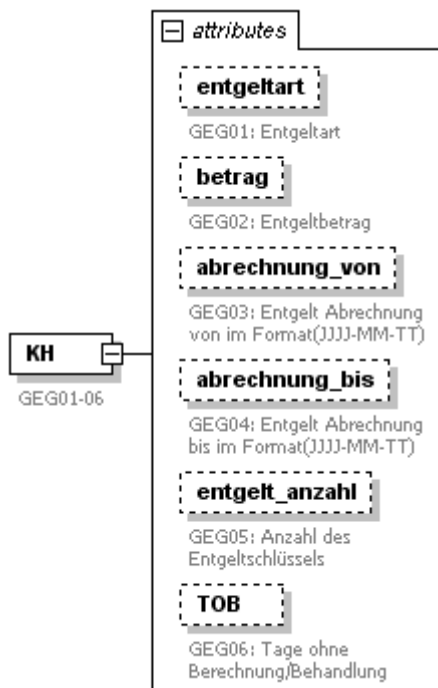 attributes
entgeltart
GEG01: Entgeltart
betrag
GEG02: Entgeltbetrag
abrechnung_von
GEG03: Entgelt Abrechnung
von im Format(JJJJ-MM-TT)
KH
GEG01-06
abrechnung_bis
GEG04: Entgelt Abrechnung
bis im Format(JJJJ-MM-TT)
entgelt_anzahl
GEG05: Anzahl des
Entgeltschlüssels
TOB
GEG06: Tage ohne
Berechnung/Behandlung